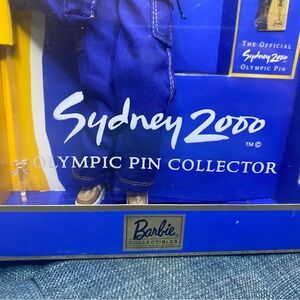 THE OFFICIAL
Sydney 2000
OLYMPIC PIN
Sydney 2000
TM©
OLYMPIC PIN COLLECTOR
Barbie
COLLECTIBLES